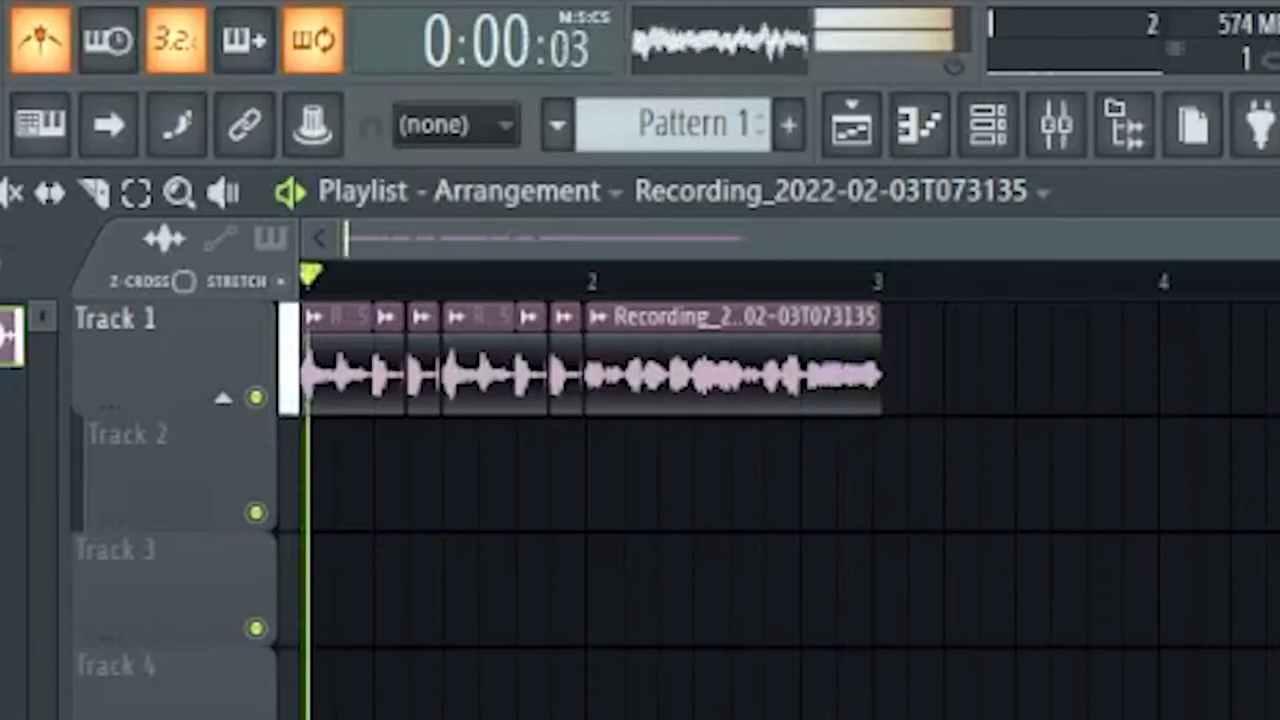 M:S:CS
3.2.
0:00:03
2
574 M
1
(none)
Pattern 1
Playlist - Arrangement
Recording_2022-02-03T073135
Z-CROSS STRETCH
2 3 4
Track 1
Recording_2..02-03T073135
Track 2
Track 3
Track 4